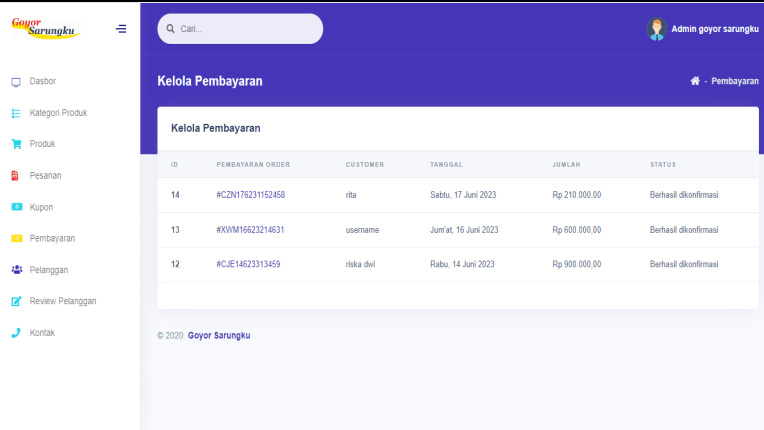 Goyor
Sarungku
Cari...
Admin goyor sarungku
Dasbor
Kategori Produk
Produk
Pesanan
Kupon
Pembayaran
Pelanggan
Review Pelanggan
Kontak
Kelola Pembayaran
- Pembayaran
Kelola Pembayaran
ID PEMBAYARAN ORDER CUSTOMER TANGGAL JUMLAH STATUS
14 #CZN176231152458 rita Sabtu, 17 Juni 2023 Rp 210.000,00 Berhasil dikonfirmasi
13 #XWM16623214631 username Jum'at, 16 Juni 2023 Rp 600.000,00 Berhasil dikonfirmasi
12 #CJE14623313459 riska dwi Rabu, 14 Juni 2023 Rp 900.000,00 Berhasil dikonfirmasi
© 2020 Goyor Sarungku